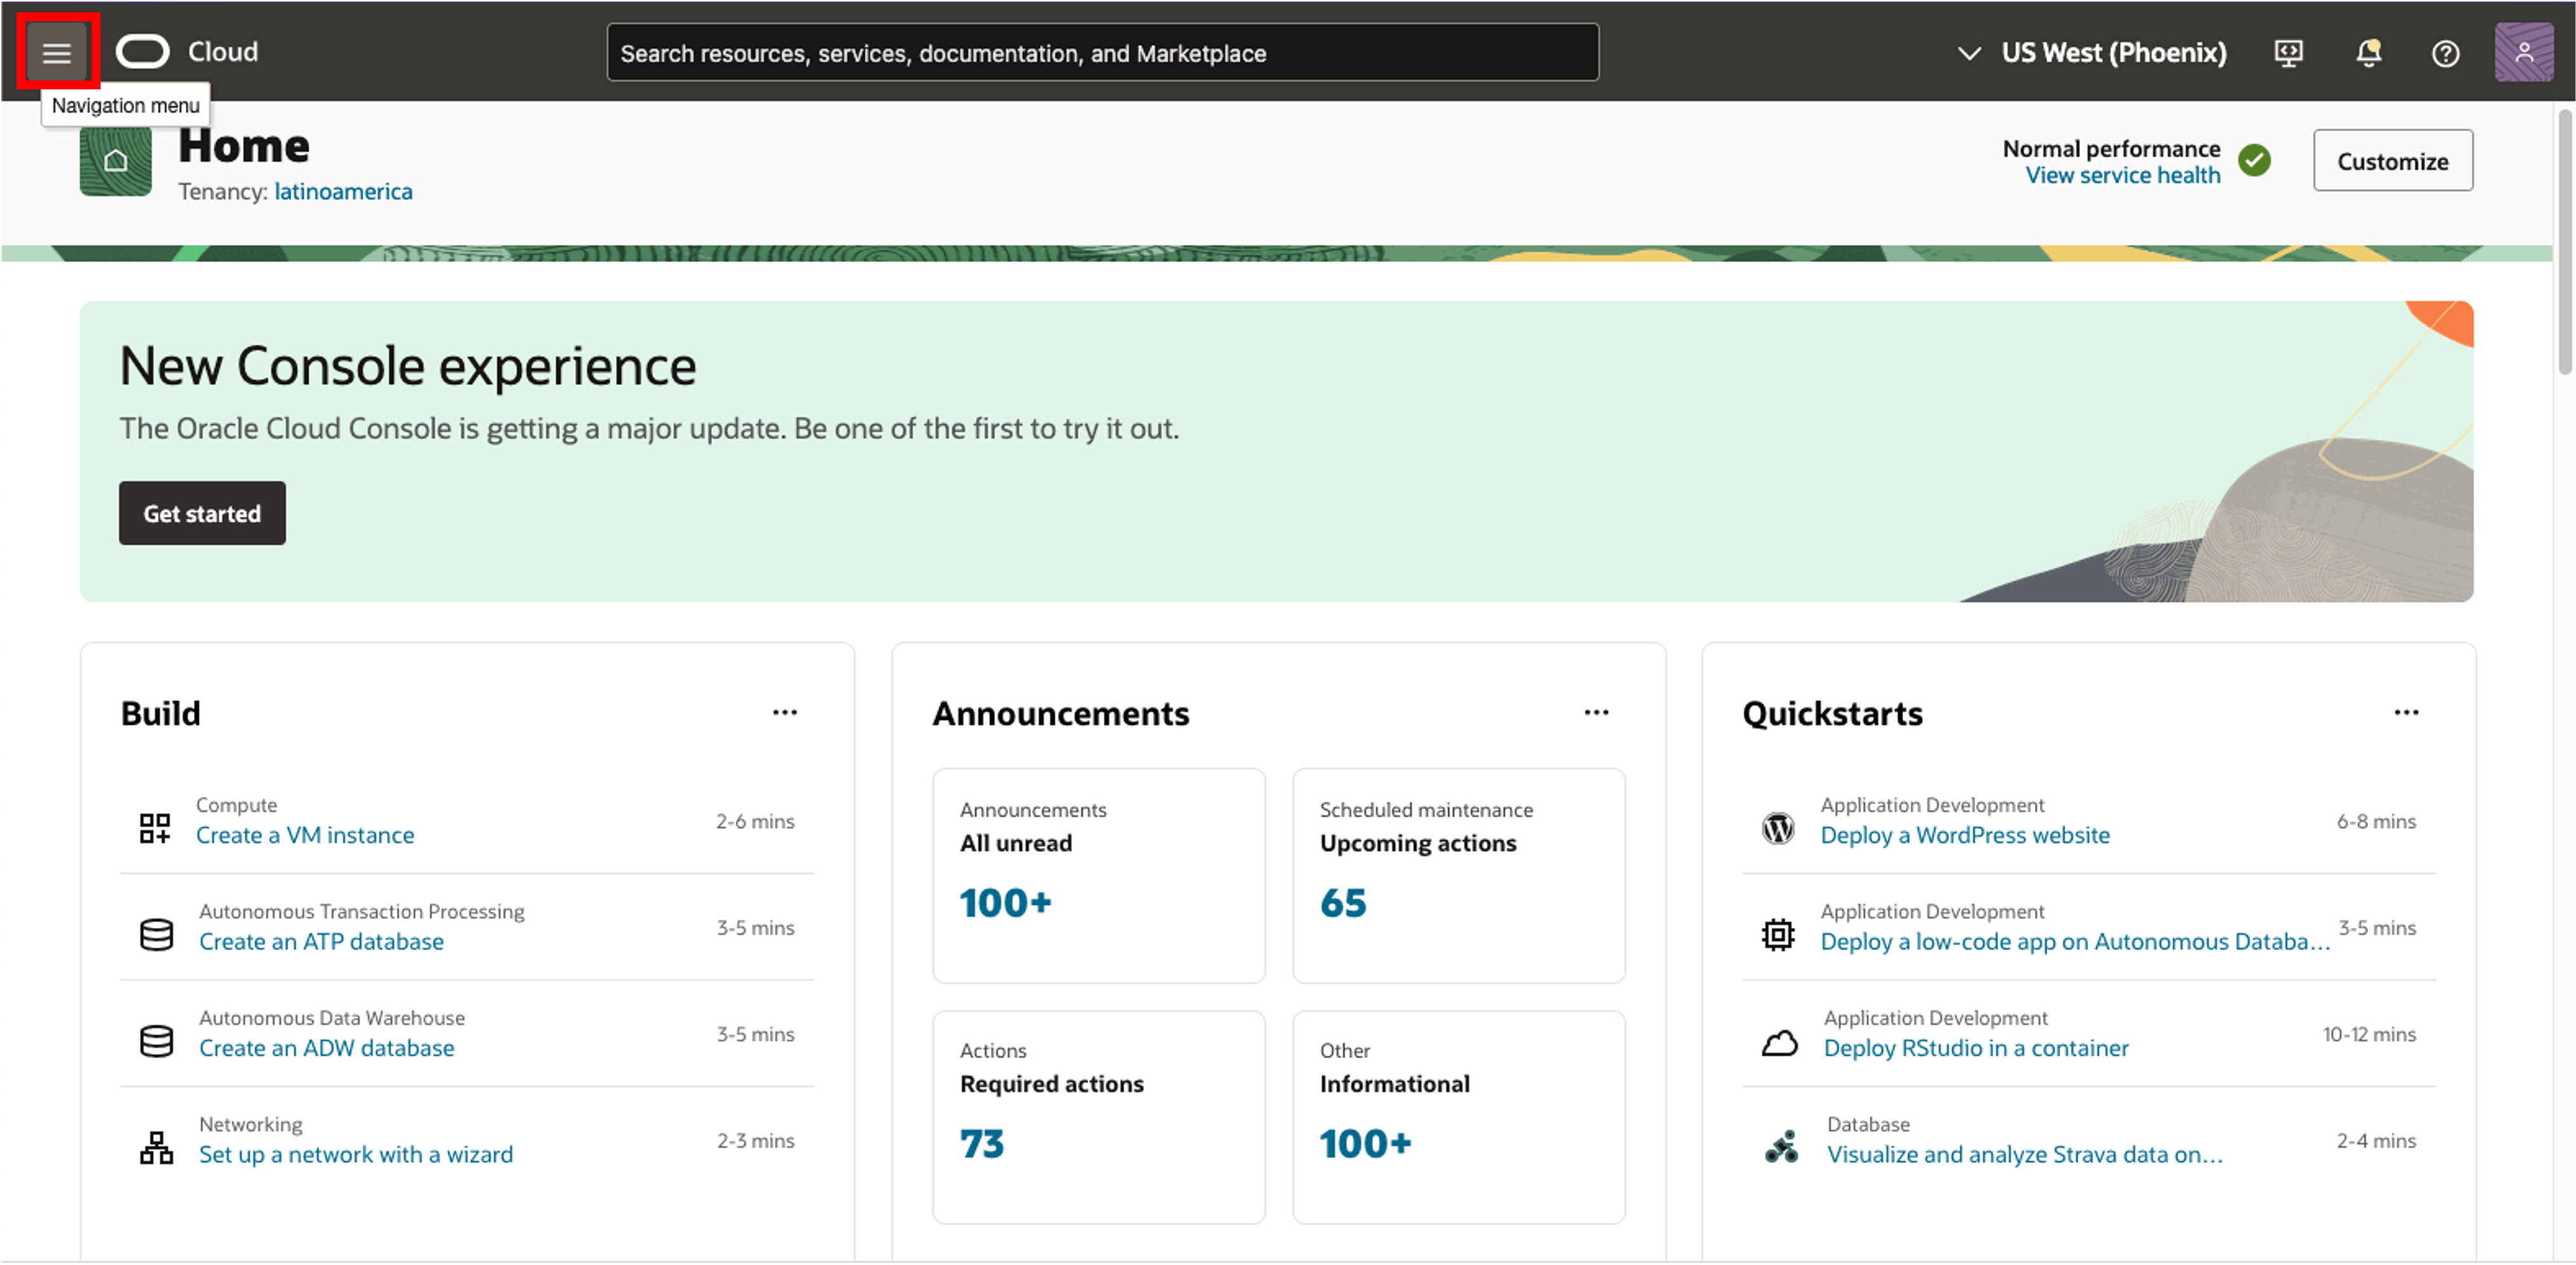 Cloud
Search resources, services, documentation, and Marketplace
US West (Phoenix)
Navigation menu
Home
Tenancy: latinoamerica
Normal performance
View service health
Customize
New Console experience
The Oracle Cloud Console is getting a major update. Be one of the first to try it out.
Get started
Build
Compute
Create a VM instance
2-6 mins
Autonomous Transaction Processing
Create an ATP database
3-5 mins
Autonomous Data Warehouse
Create an ADW database
3-5 mins
Networking
Set up a network with a wizard
2-3 mins
Announcements
Announcements
All unread
100+
Scheduled maintenance
Upcoming actions
65
Actions
Required actions
73
Other
Informational
100+
Quickstarts
Application Development
Deploy a WordPress website
6-8 mins
Application Development
Deploy a low-code app on Autonomous Databa...
3-5 mins
Application Development
Deploy RStudio in a container
10-12 mins
Database
Visualize and analyze Strava data on...
2-4 mins